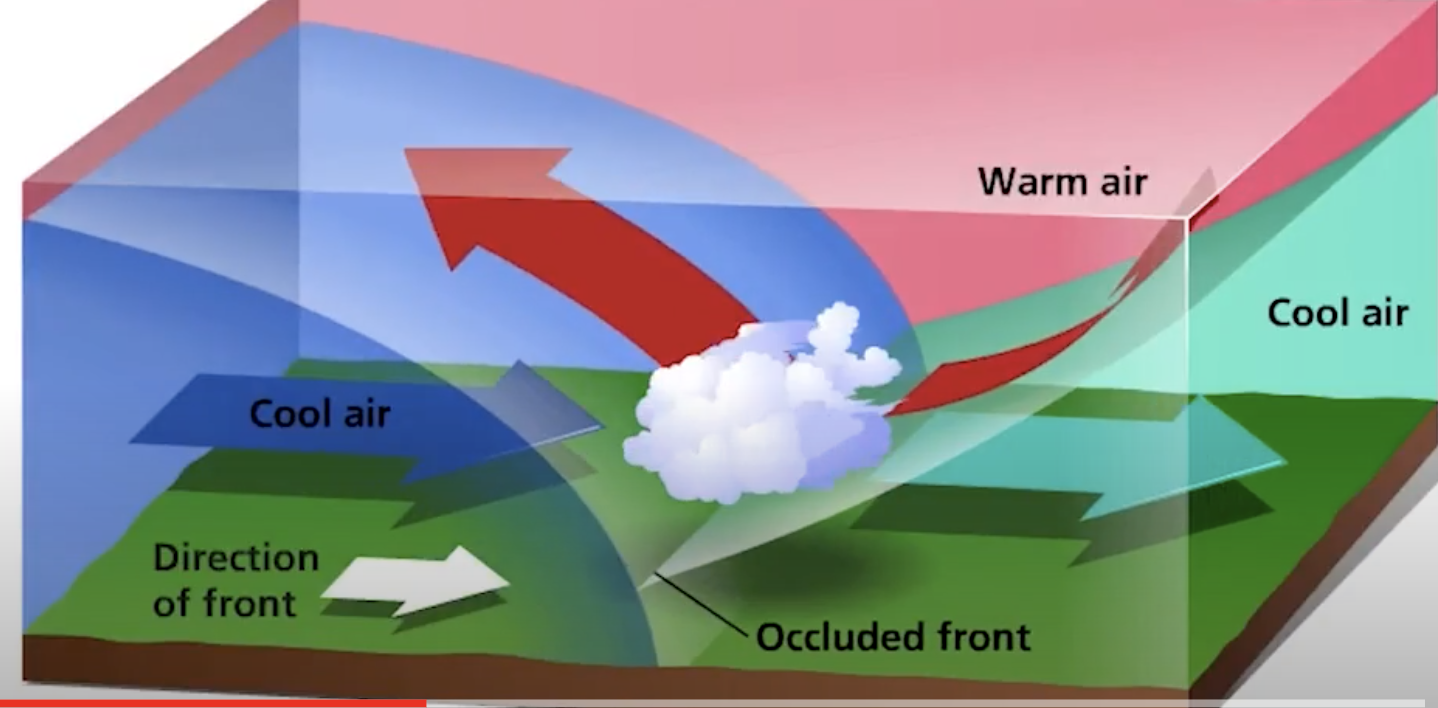 Warm air
Cool air
Cool air
Direction
of front
Occluded front